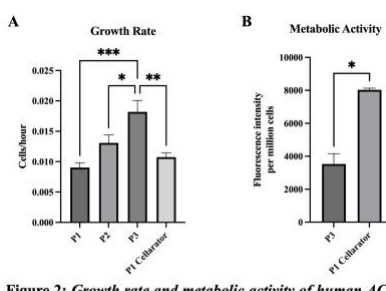 A
Growth Rate
***
*
**
Cells/hour
0.025
0.020
0.015
0.010
0.005
0.000
P1
P2
P3
P1 Cellarator
B
Metabolic Activity
*
Fluorescence intensity
per million cells
10000
8000
6000
4000
2000
0
P3
P1 Cellarator
Figure 2: Growth rate and metabolic activity of human AC